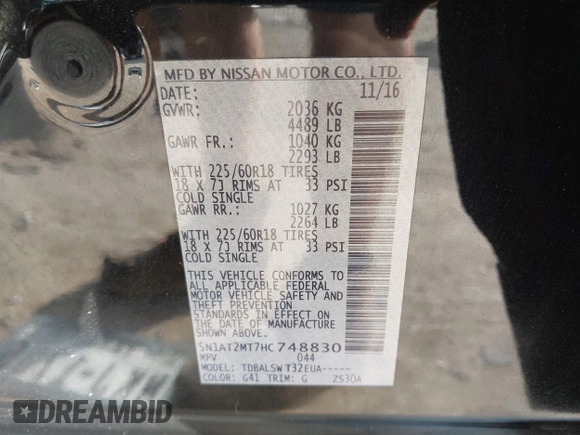 MFD BY NISSAN MOTOR CO., LTD.
DATE: 11/16
GVWR: 2036 KG
4489 LB
GAWR FR.: 1040 KG
2293 LB
WITH 225/60R18 TIRES
18 X 7J RIMS AT 33 PSI
COLD SINGLE
GAWR RR.: 1027 KG
2264 LB
WITH 225/60R18 TIRES
18 X 7J RIMS AT 33 PSI
COLD SINGLE
THIS VEHICLE CONFORMS TO
ALL APPLICABLE FEDERAL
MOTOR VEHICLE SAFETY AND
THEFT PREVENTION
STANDARDS IN EFFECT ON
THE DATE OF MANUFACTURE
SHOWN ABOVE.
5N1AT2MT7HC748830
MPV 044
MODEL: TDBALSWT32EUA-----
COLOR: G41 TRIM: G ZS30A